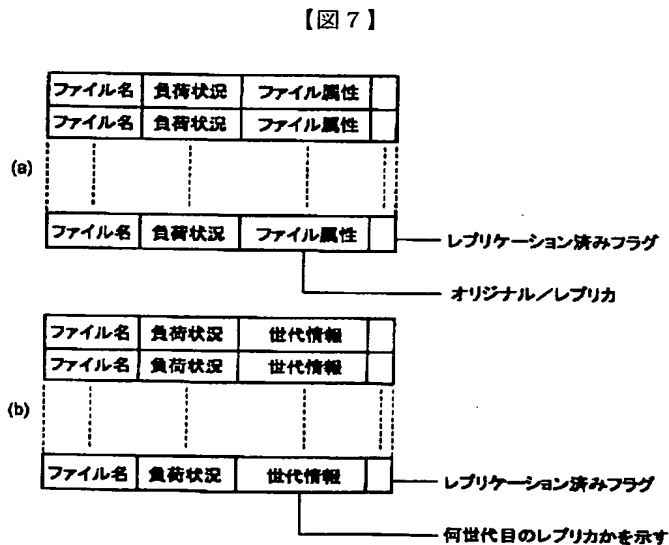 【図７】
ファイル名 負荷状況 ファイル属性
ファイル名 負荷状況 ファイル属性
(a)
ファイル名 負荷状況 ファイル属性
レプリケーション済みフラグ
オリジナル／レプリカ
ファイル名 負荷状況 世代情報
ファイル名 負荷状況 世代情報
(b)
ファイル名 負荷状況 世代情報
レプリケーション済みフラグ
何世代目のレプリカかを示す